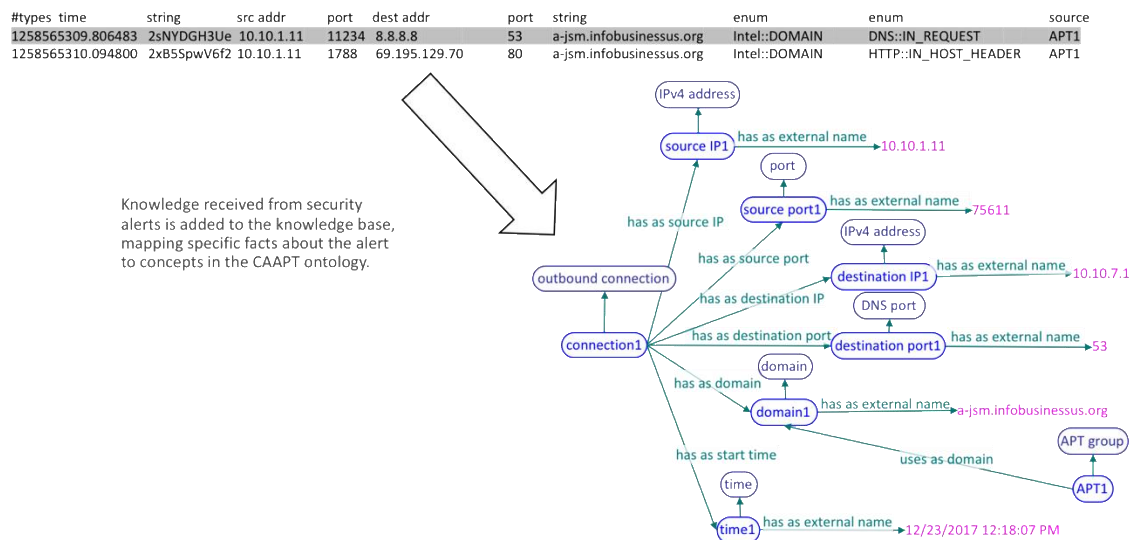 #types time string src addr port dest addr port string enum enum source
1258565309.806483 2sNYDGH3Ue 10.10.1.11 11234 8.8.8.8 53 a-jsm.infobusinessus.org Intel::DOMAIN DNS::IN_REQUEST APT1
1258565310.094800 2xB5SpwV6f2 10.10.1.11 1788 69.195.129.70 80 a-jsm.infobusinessus.org Intel::DOMAIN HTTP::IN_HOST_HEADER APT1
IPv4 address
source IP1
has as external name
10.10.1.11
port
source port1
has as external name
75611
Knowledge received from security
alerts is added to the knowledge base,
mapping specific facts about the alert
to concepts in the CAAPT ontology.
has as source IP
IPv4 address
has as source port
destination IP1
has as external name
10.10.7.1
outbound connection
has as destination IP
DNS port
connection1
has as destination port
destination port1
has as external name
53
domain
has as domain
domain1
has as external name
a-jsm.infobusinessus.org
APT group
has as start time
uses as domain
APT1
time
time1
has as external name
12/23/2017 12:18:07 PM